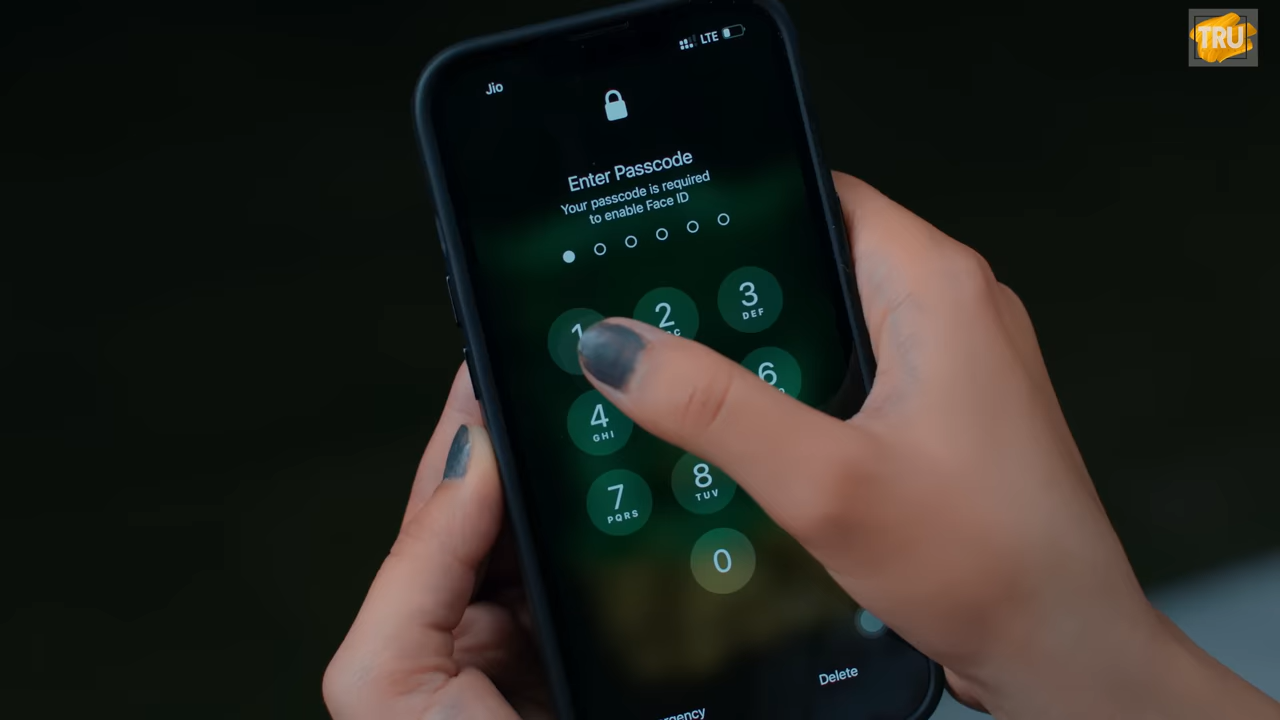 TRU
LTE
Jio
Enter Passcode
Your passcode is required
to enable Face ID
1
2
3
DEF
6
4
GHI
8
TUV
7
PQRS
0
Delete